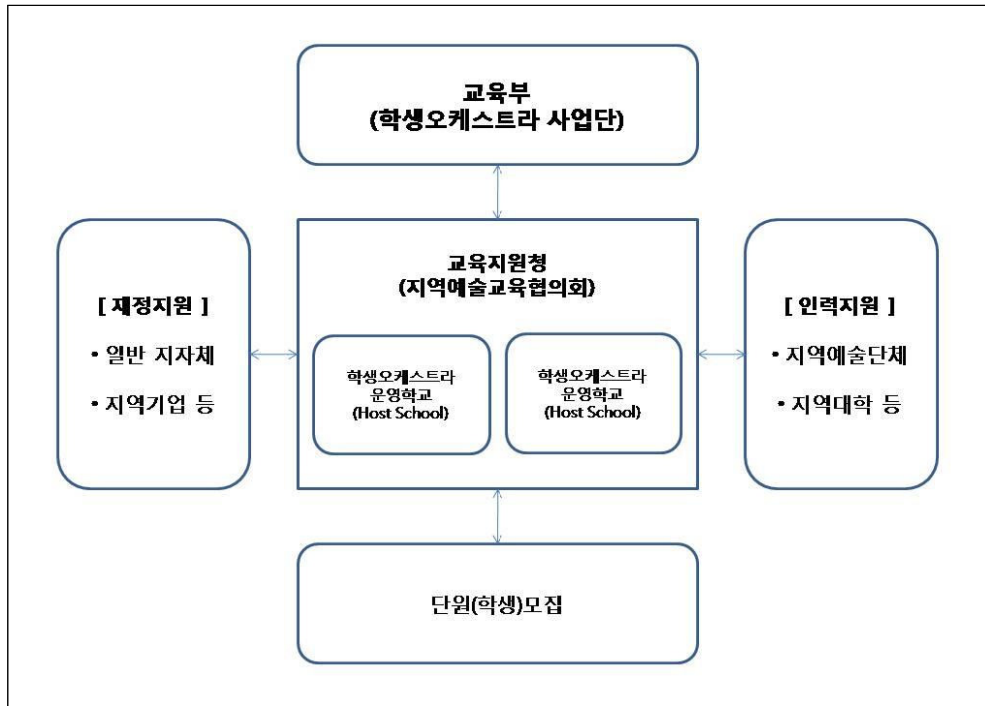 교육부
(학생오케스트라 사업단)
교육지원청
(지역예술교육협의회)
[ 재정지원 ]
• 일반 지자체
• 지역기업 등
학생오케스트라
운영학교
(Host School)
학생오케스트라
운영학교
(Host School)
[ 인력지원 ]
• 지역예술단체
• 지역대학 등
단원(학생)모집